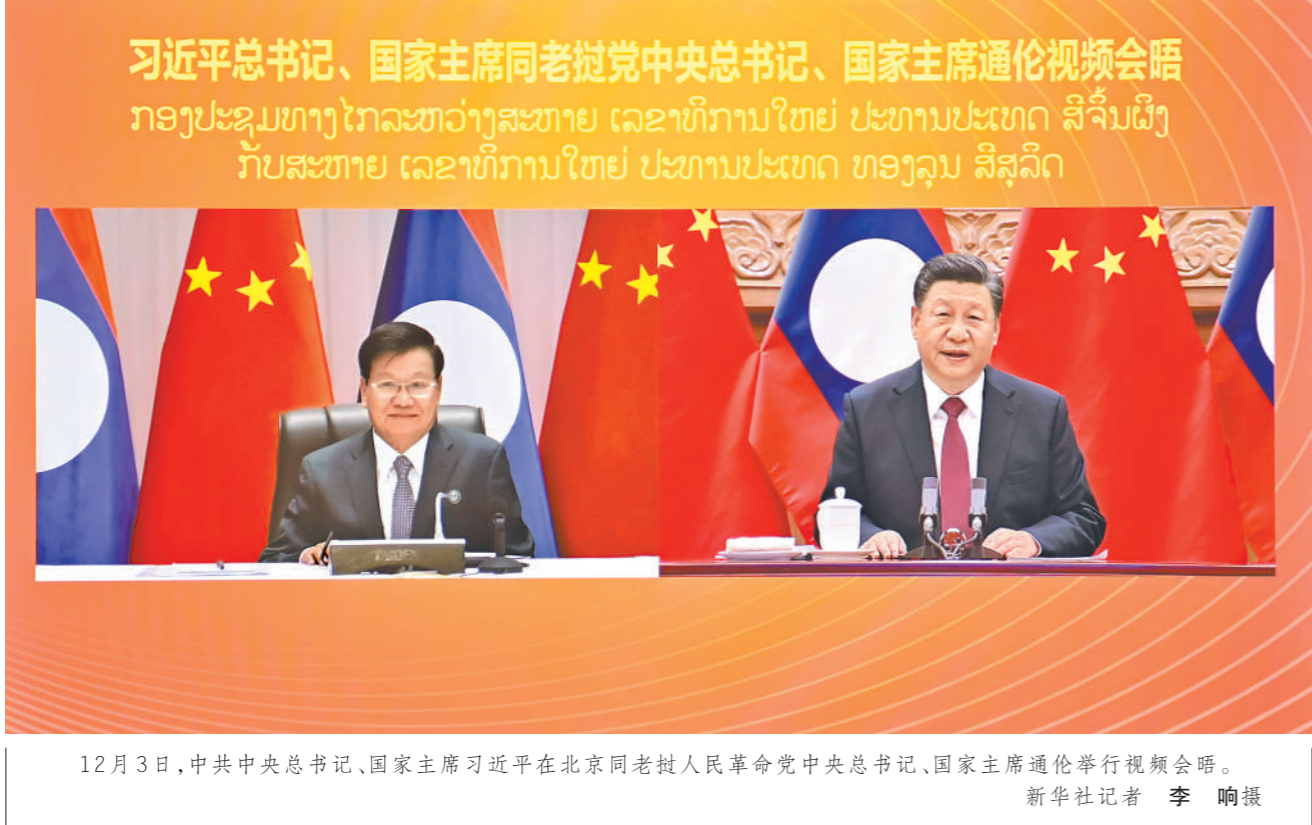 习近平总书记、国家主席同老挝党中央总书记、国家主席通伦视频会晤
ກອງປະຊຸມທາງໄກລະຫວ່າງສະຫາຍ ເລຂາທິການໃຫຍ່ ປະທານປະເທດ ສີຈິ້ນຜິງ
ກັບສະຫາຍ ເລຂາທິການໃຫຍ່ ປະທານປະເທດ ທອງລຸນ ສີສຸລິດ
12月3日,中共中央总书记、国家主席习近平在北京同老挝人民革命党中央总书记、国家主席通伦举行视频会晤。
新华社记者 李 响摄